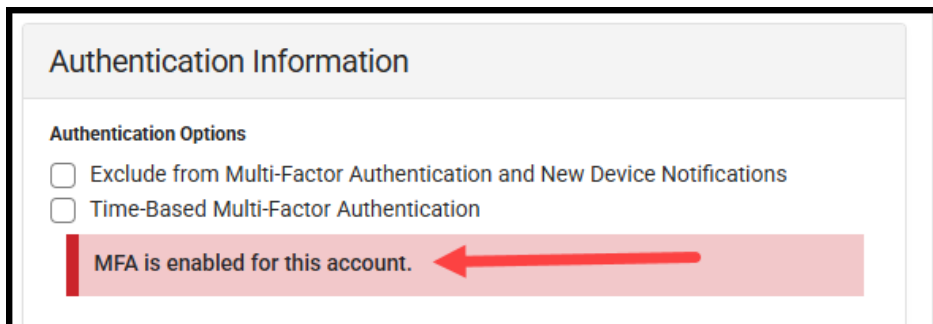 Authentication Information
Authentication Options
Exclude from Multi-Factor Authentication and New Device Notifications
Time-Based Multi-Factor Authentication
MFA is enabled for this account.